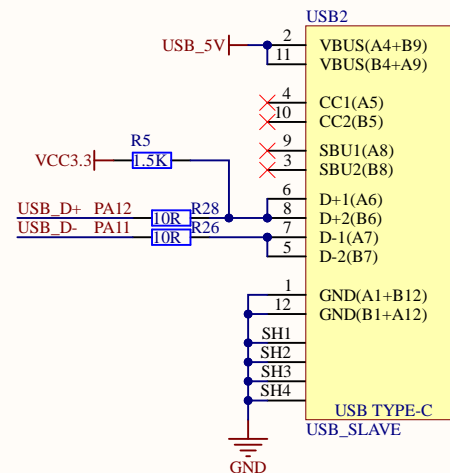 USB2
USB_5V 2 VBUS(A4+B9)
11 VBUS(B4+A9)
4 CC1(A5)
10 CC2(B5)
R5 9 SBU1(A8)
VCC3.3 1.5K 3 SBU2(B8)
6 D+1(A6)
USB_D+ PA12 10R R28 8 D+2(B6)
USB_D- PA11 10R R26 7 D-1(A7)
5 D-2(B7)
1 GND(A1+B12)
12 GND(B1+A12)
SH1
SH2
SH3
SH4
USB TYPE-C
USB_SLAVE
GND